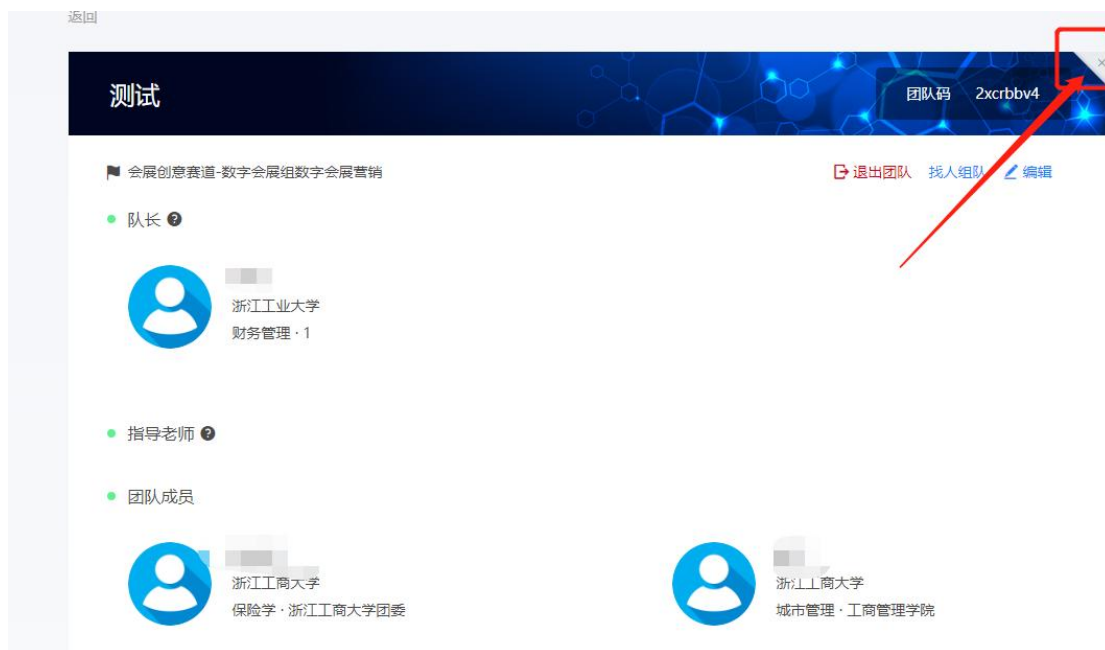 返回
测试
团队码 2xcrbbv4
会展创意赛道-数字会展组数字会展营销
退出团队 找人组队 编辑
队长
浙江工业大学
财务管理 · 1
指导老师
团队成员
浙江工商大学
保险学 · 浙江工商大学团委
浙江工商大学
城市管理 · 工商管理学院